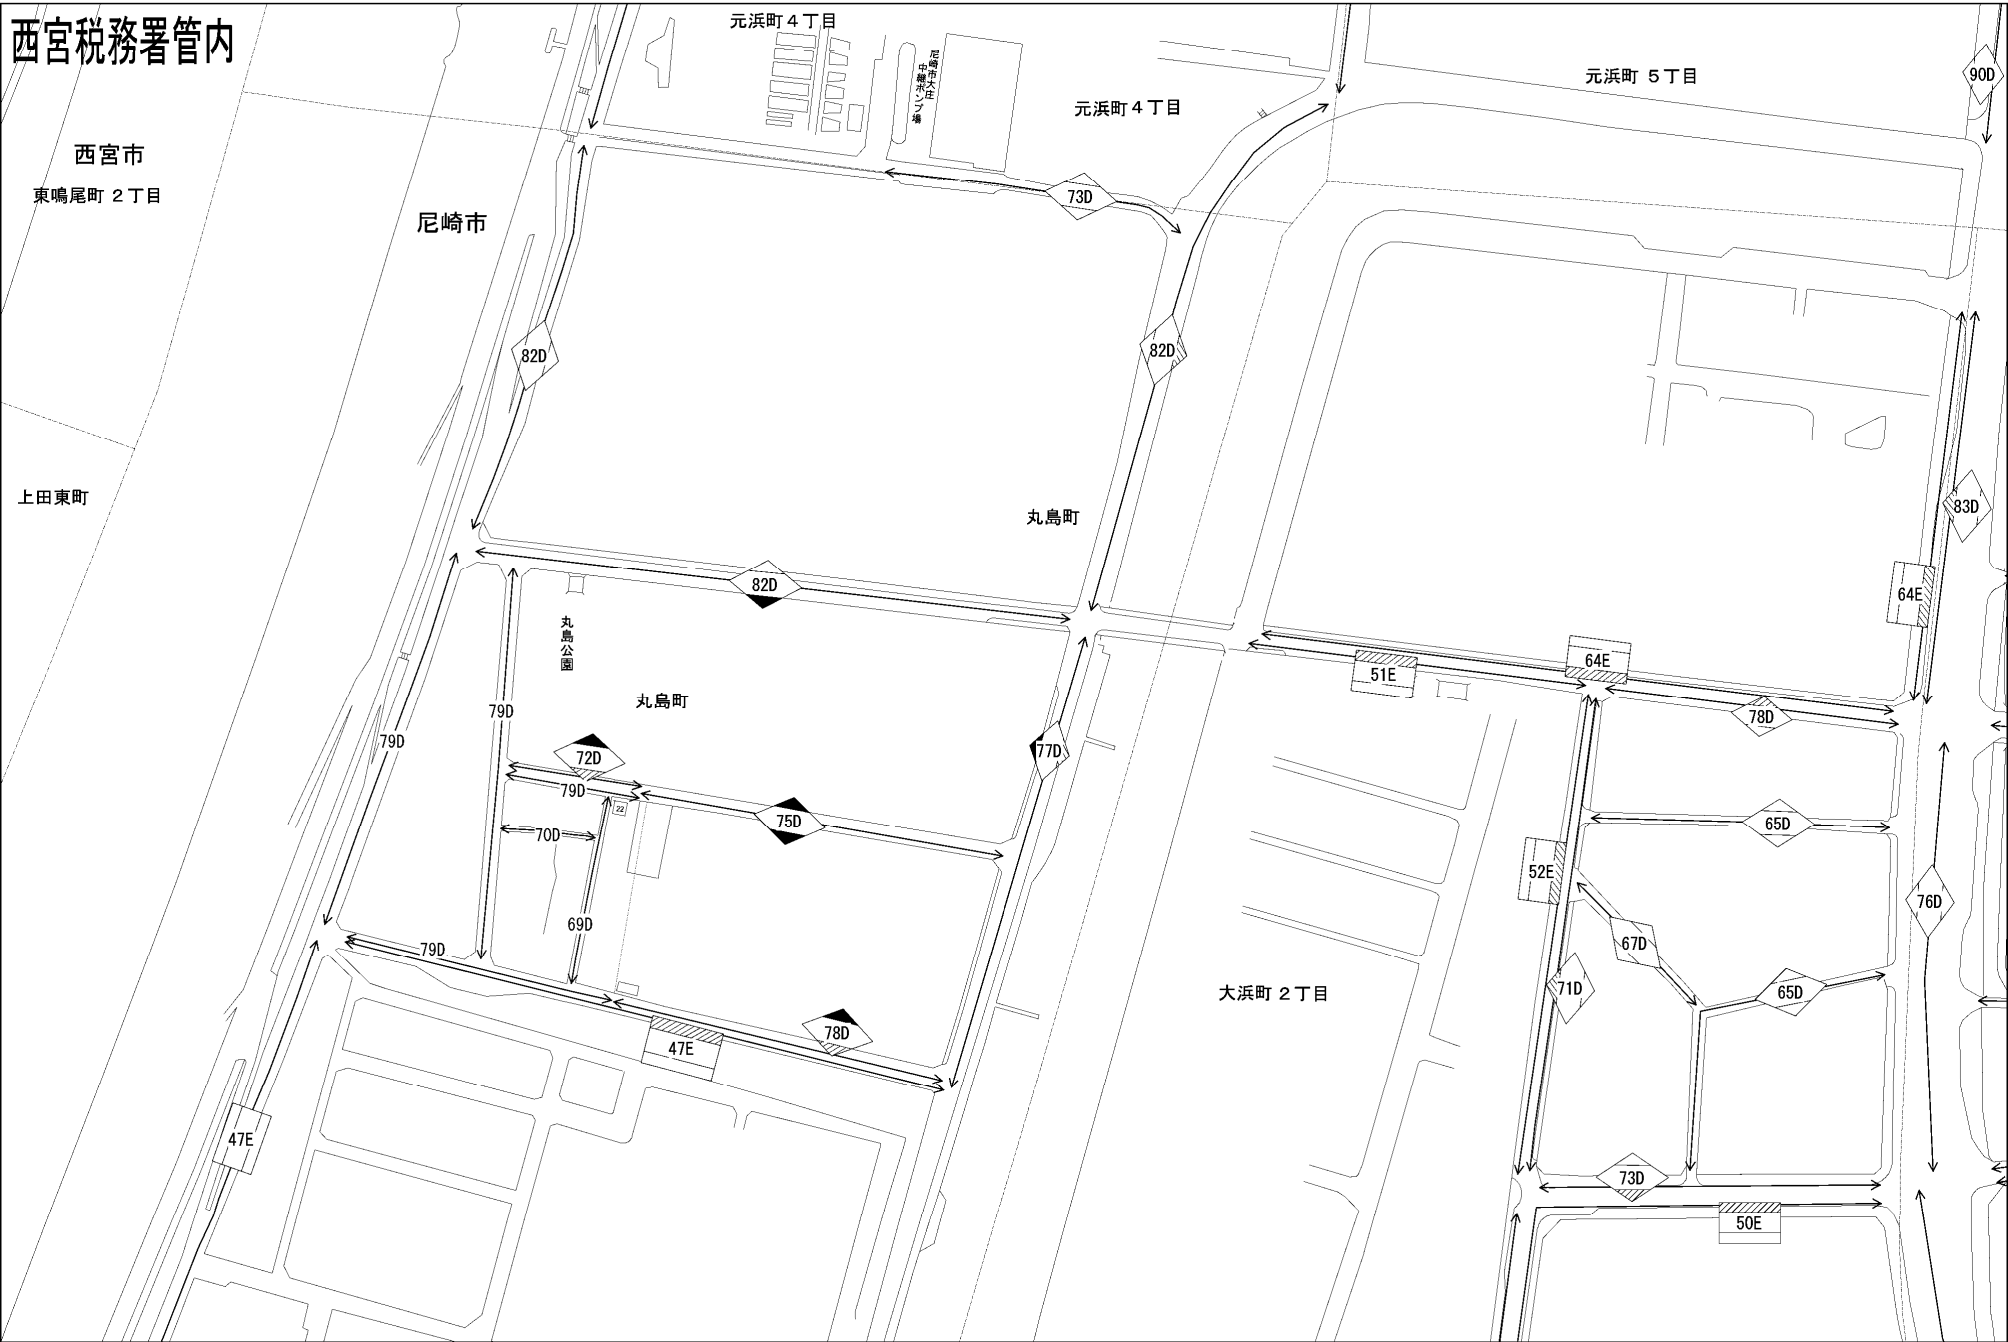 西宮税務署管内
元浜町４丁目
尼崎市大庄
中継ポンプ場
元浜町４丁目
元浜町 ５丁目
90D
西宮市
東鳴尾町 ２丁目
尼崎市
73D
82D
82D
上田東町
丸島町
83D
82D
64E
丸島公園
64E
51E
丸島町
79D
78D
79D
77D
72D
79D
22
75D
65D
70D
52E
76D
69D
67D
79D
71D
65D
大浜町 ２丁目
78D
47E
47E
73D
50E